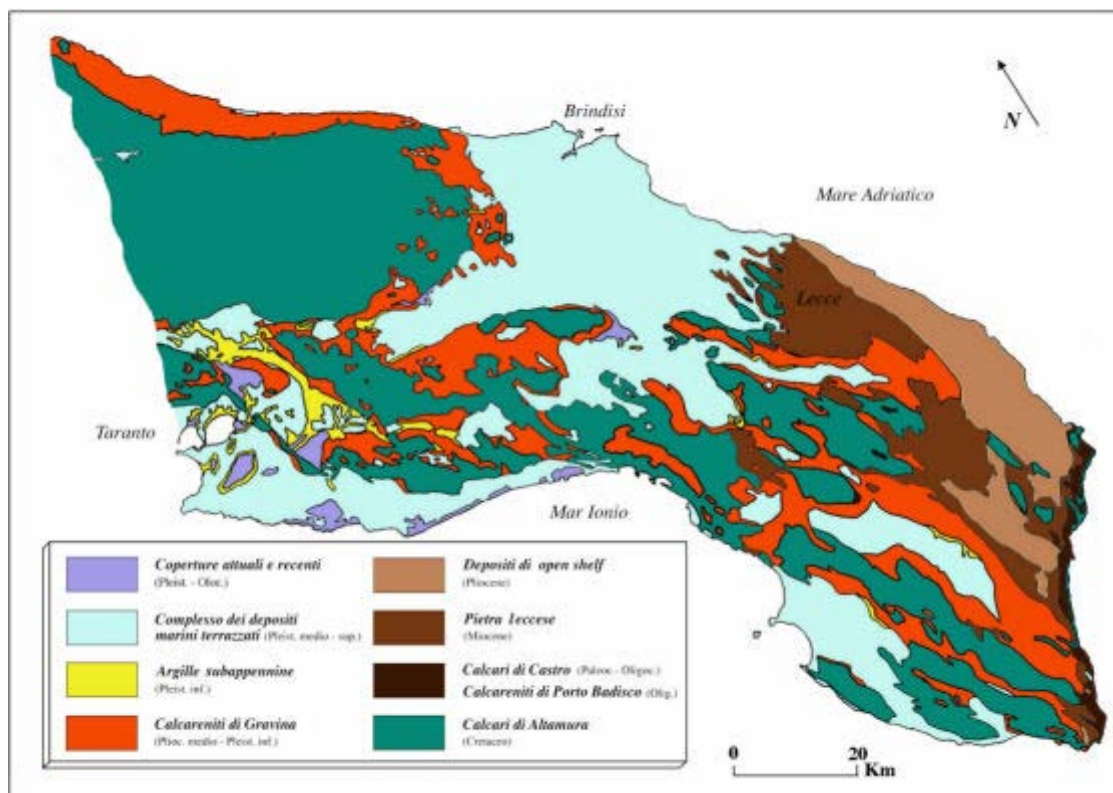 Brindisi
N
Mare Adriatico
Lecce
Taranto
Mar Ionio
Coperture attuali e recenti
(Pleist. - Oloc.)
Complesso dei depositi
marini terrazzati (Pleist. medio - sup.)
Argille subappennine
(Pleist. inf.)
Calcareniti di Gravina
(Plioc. medio - Pleist. inf.)
Depositi di open shelf
(Pliocene)
Pietra leccese
(Miocene)
Calcari di Castro (Paleoc. - Oligoc.)
Calcareniti di Porto Badisco (Olig.)
Calcari di Altamura
(Cretaceo)
0 20
Km